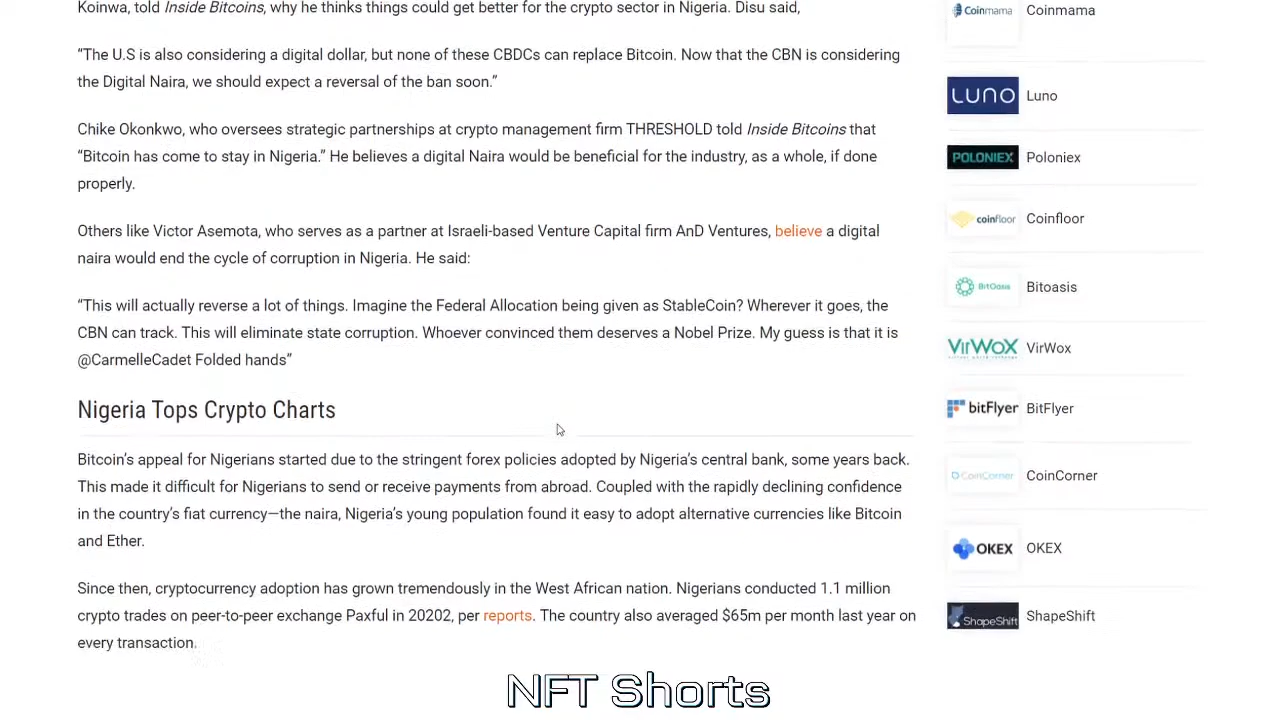 Koinwa, told Inside Bitcoins, why he thinks things could get better for the crypto sector in Nigeria. Disu said,
“The U.S is also considering a digital dollar, but none of these CBDCs can replace Bitcoin. Now that the CBN is considering
the Digital Naira, we should expect a reversal of the ban soon.”
Chike Okonkwo, who oversees strategic partnerships at crypto management firm THRESHOLD told Inside Bitcoins that
“Bitcoin has come to stay in Nigeria.” He believes a digital Naira would be beneficial for the industry, as a whole, if done
properly.
Others like Victor Asemota, who serves as a partner at Israeli-based Venture Capital firm AnD Ventures, believe a digital
naira would end the cycle of corruption in Nigeria. He said:
“This will actually reverse a lot of things. Imagine the Federal Allocation being given as StableCoin? Wherever it goes, the
CBN can track. This will eliminate state corruption. Whoever convinced them deserves a Nobel Prize. My guess is that it is
@CarmelleCadet Folded hands”
Nigeria Tops Crypto Charts
Bitcoin’s appeal for Nigerians started due to the stringent forex policies adopted by Nigeria’s central bank, some years back.
This made it difficult for Nigerians to send or receive payments from abroad. Coupled with the rapidly declining confidence
in the country’s fiat currency—the naira, Nigeria’s young population found it easy to adopt alternative currencies like Bitcoin
and Ether.
Since then, cryptocurrency adoption has grown tremendously in the West African nation. Nigerians conducted 1.1 million
crypto trades on peer-to-peer exchange Paxful in 20202, per reports. The country also averaged $65m per month last year on
every transaction.
Coinmama Coinmama
LUNO Luno
POLONIEX Poloniex
coinfloor Coinfloor
BitOasis Bitoasis
VirWoX VirWox
bitFlyer BitFlyer
CoinCorner CoinCorner
OKEX OKEX
ShapeShift ShapeShift
NFT Shorts